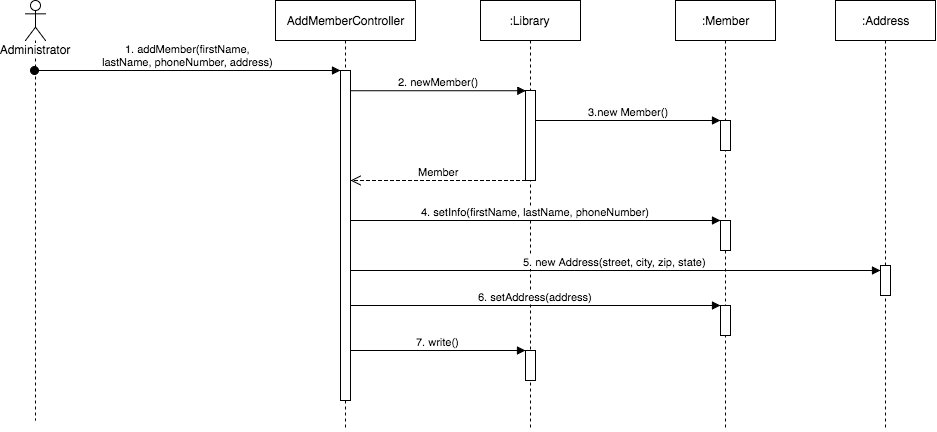 AddMemberController
:Library
:Member
:Address
Administrator
1. addMember(firstName,
lastName, phoneNumber, address)
2. newMember()
3.new Member()
Member
4. setInfo(firstName, lastName, phoneNumber)
5. new Address(street, city, zip, state)
6. setAddress(address)
7. write()